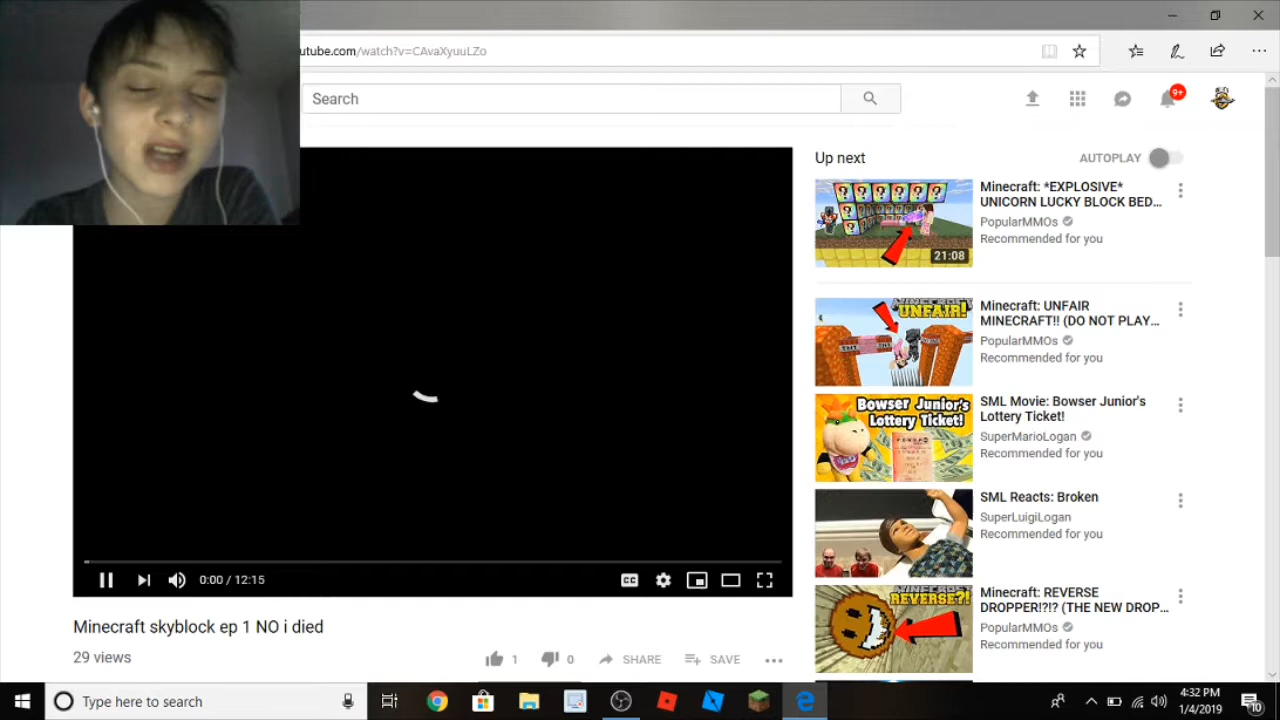 utube.com/watch?v=CAvaXyuuLZo
Search
9+
Up next
AUTOPLAY
Minecraft: *EXPLOSIVE*
UNICORN LUCKY BLOCK BED...
PopularMMOs
Recommended for you
21:08
MINECRAFT
UNFAIR!
Minecraft: UNFAIR
MINECRAFT!! (DO NOT PLAY...
PopularMMOs
Recommended for you
Bowser Junior's
Lottery Ticket!
SML Movie: Bowser Junior's
Lottery Ticket!
SuperMarioLogan
Recommended for you
SML Reacts: Broken
SuperLuigiLogan
Recommended for you
MINECRAFT
REVERSE?!
Minecraft: REVERSE
DROPPER!?!? (THE NEW DROP...
PopularMMOs
Recommended for you
0:00 / 12:15
CC
Minecraft skyblock ep 1 NO i died
29 views
1
0
SHARE
SAVE
Type here to search
4:32 PM
1/4/2019
10